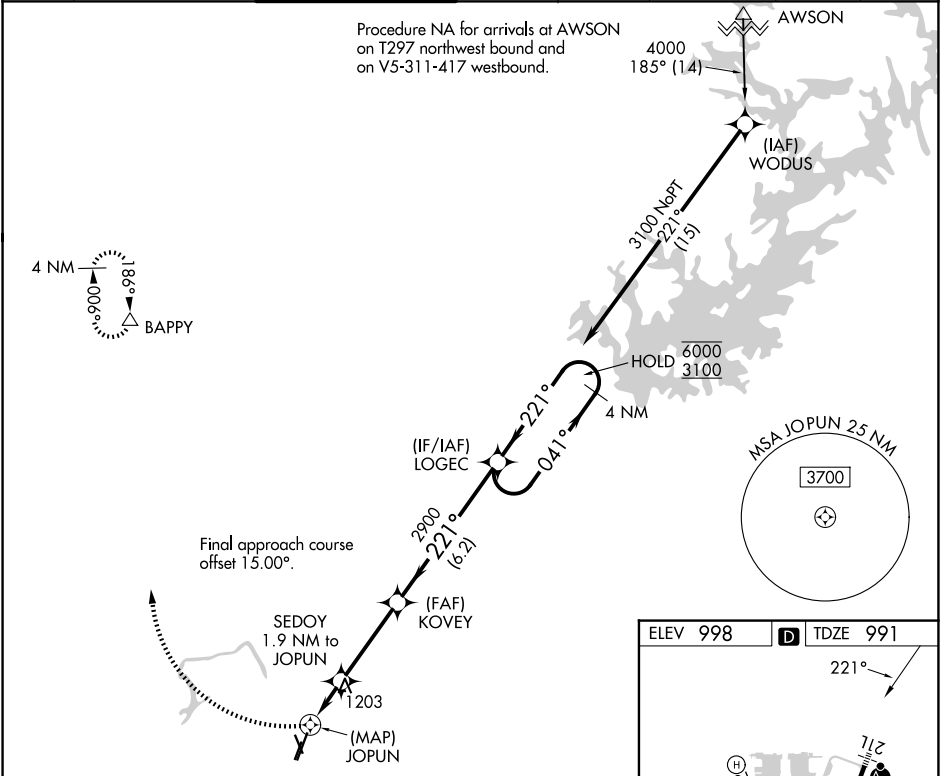 Procedure NA for arrivals at AWSON
on T297 northwest bound and
on V5-311-417 westbound.
AWSON
4000
185° (14)
(IAF)
WODUS
3100 NoPT
221°
(15)
4 NM
186°
006°
BAPPY
HOLD 6000
3100
4 NM
221°
041°
(IF/IAF)
LOGEC
MSA JOPUN 25 NM
3700
2900
221°
(6.2)
Final approach course
offset 15.00°.
(FAF)
KOVEY
SEDOY
1.9 NM to
JOPUN
1203
(MAP)
JOPUN
ELEV 998 D TDZE 991
221°
21L
H